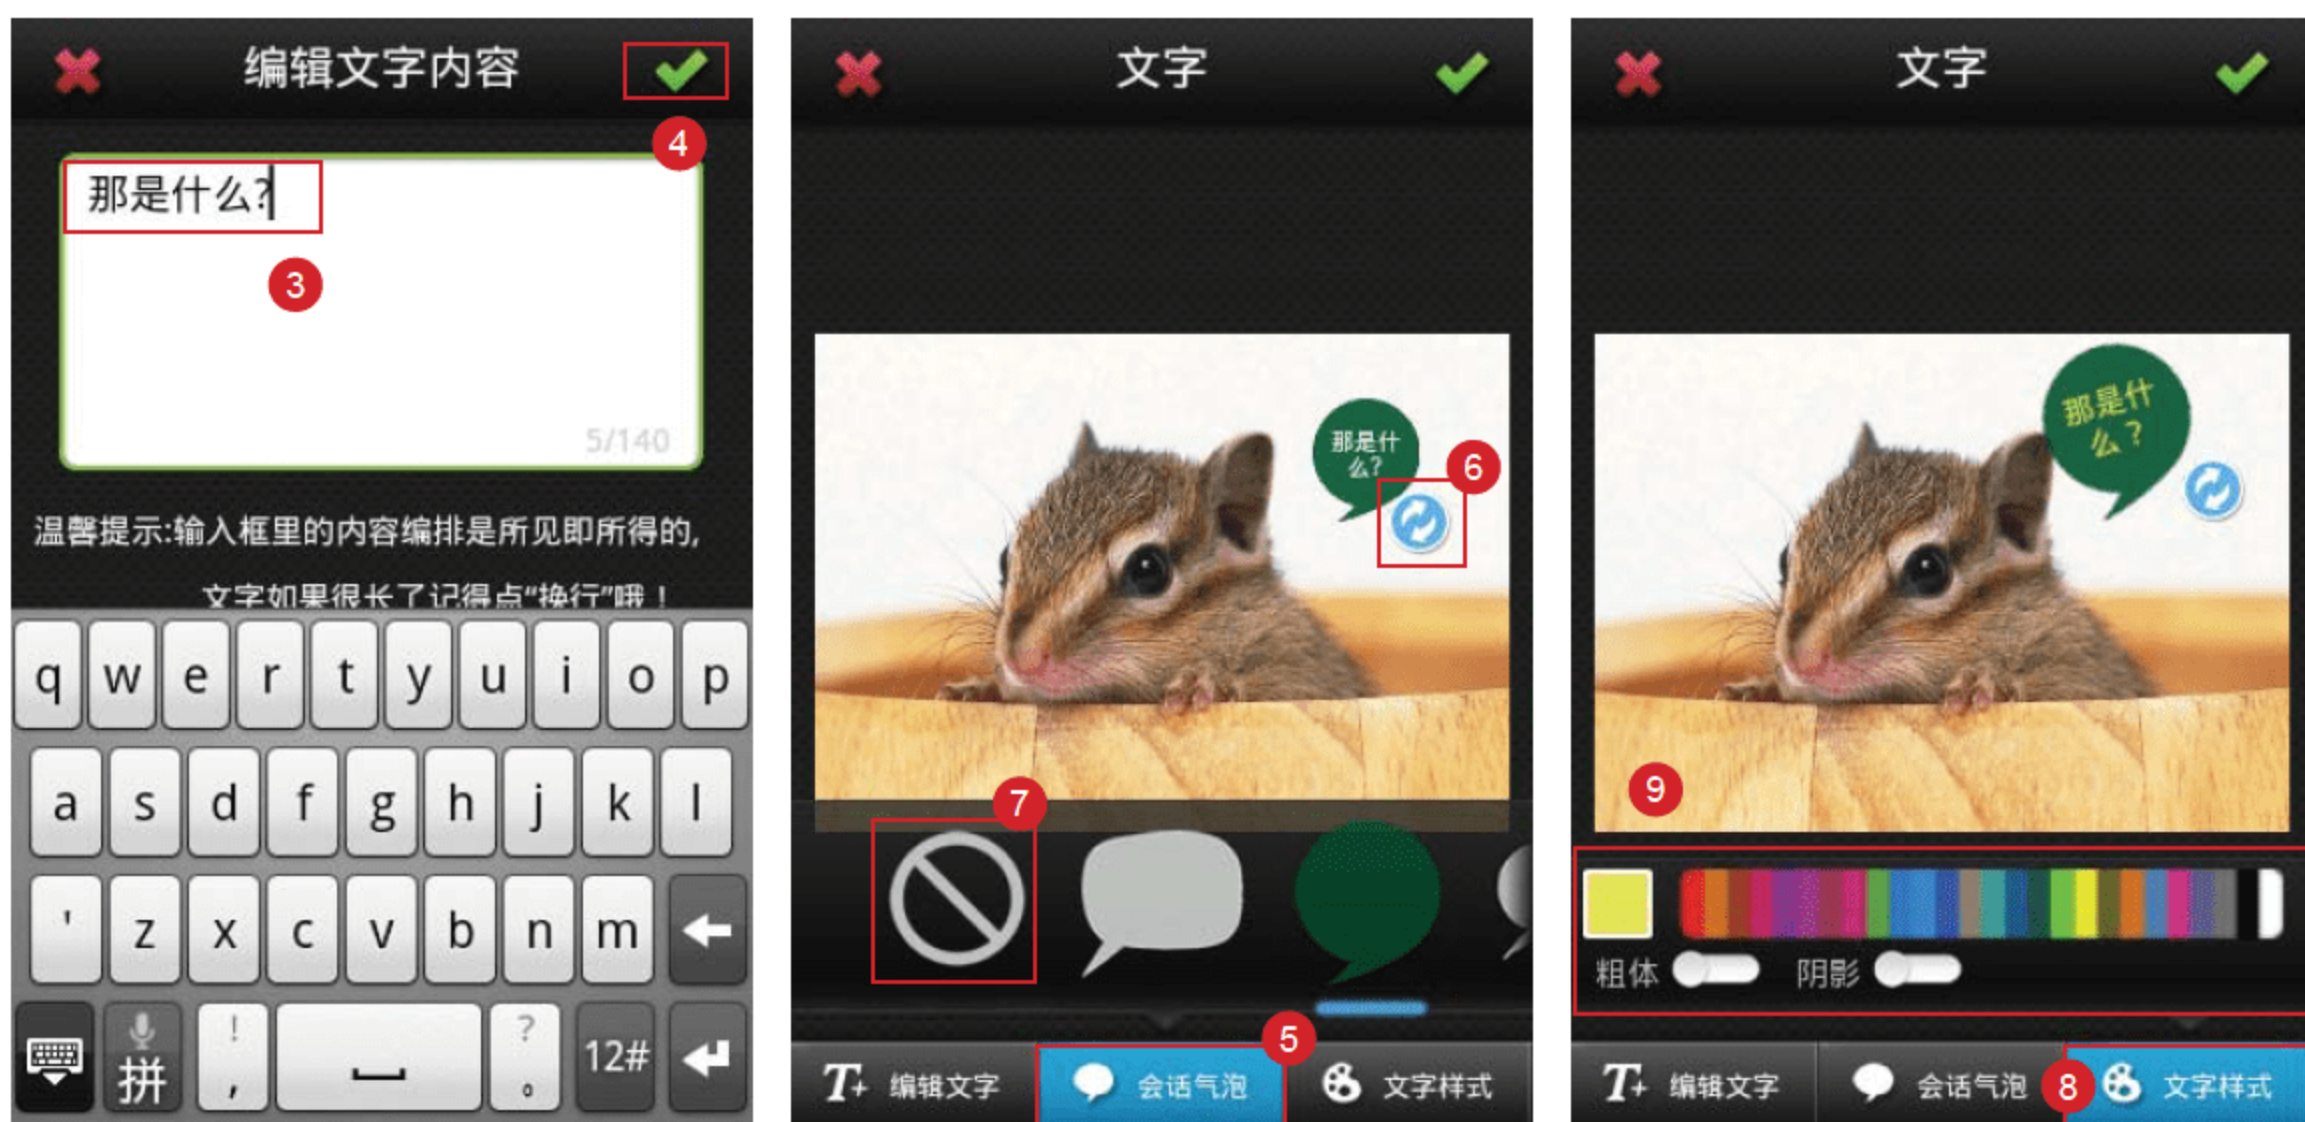 编辑文字内容
4
那是什么?
3
5/140
温馨提示:输入框里的内容编排是所见即所得的,
文字如果很长了记得点“换行”哦！
q w e r t y u i o p
a s d f g h j k l
' z x c v b n m
拼 ! , ? 。 12#
文字
那是什
么?
6
7
5
T+ 编辑文字 会话气泡 文字样式
文字
那是什
么？
9
粗体 阴影
8
T+ 编辑文字 会话气泡 文字样式